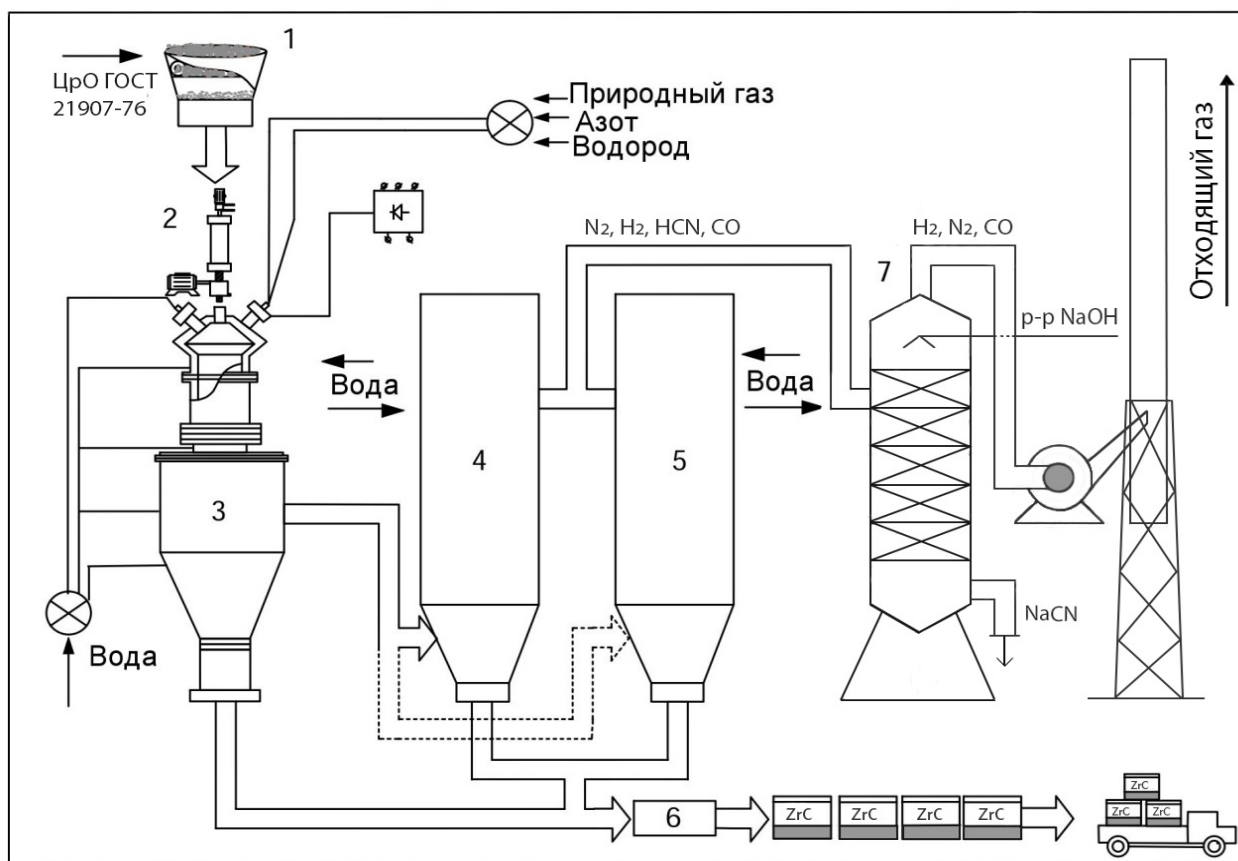 1
ЦрО ГОСТ
21907-76
Природный газ
Азот
Водород
2
N2, H2, HCN, CO
H2, N2, CO
7
р-р NaOH
Отходящий газ
Вода
Вода
3
4
5
Вода
NaCN
6
ZrC
ZrC
ZrC
ZrC
ZrC
ZrC
ZrC